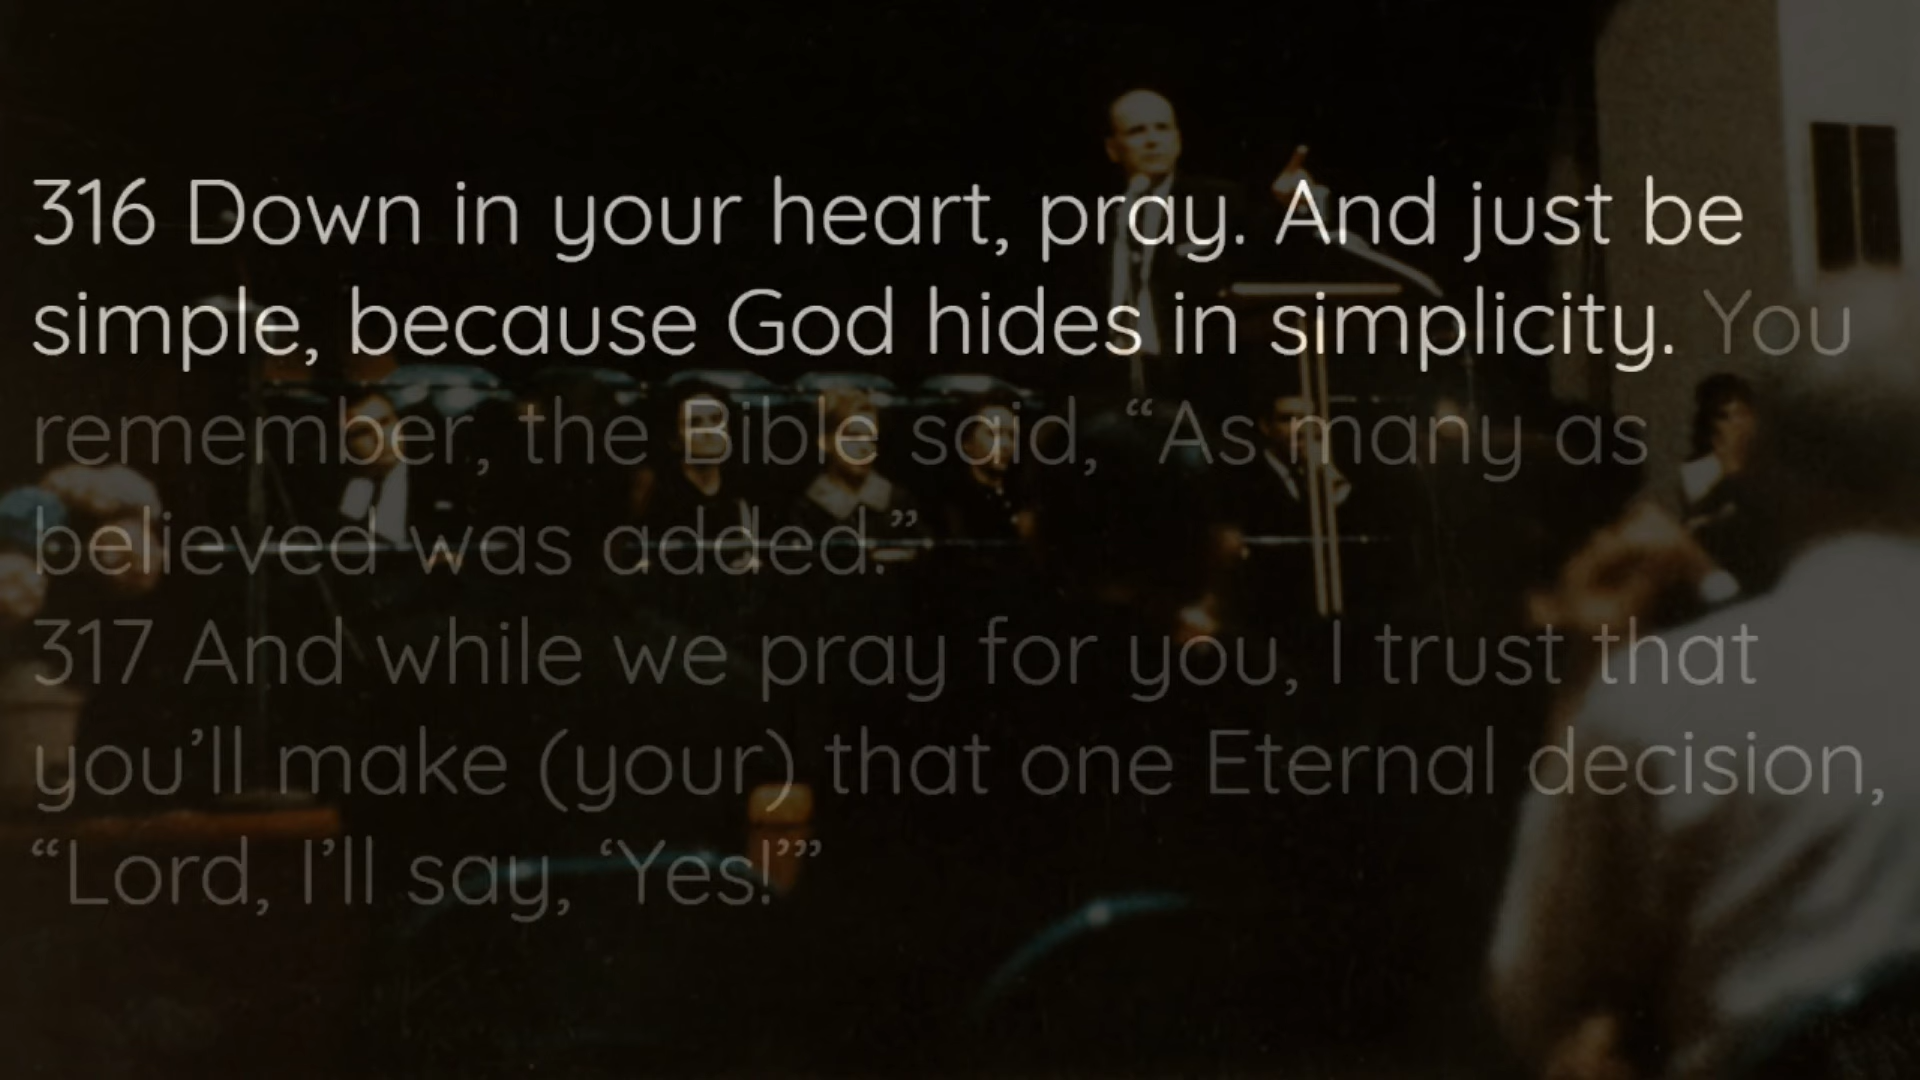 316 Down in your heart, pray. And just be
simple, because God hides in simplicity. You
remember, the Bible said, “As many as
believed was added.”
317 And while we pray for you, I trust that
you’ll make (your) that one Eternal decision,
“Lord, I’ll say, ‘Yes!’”